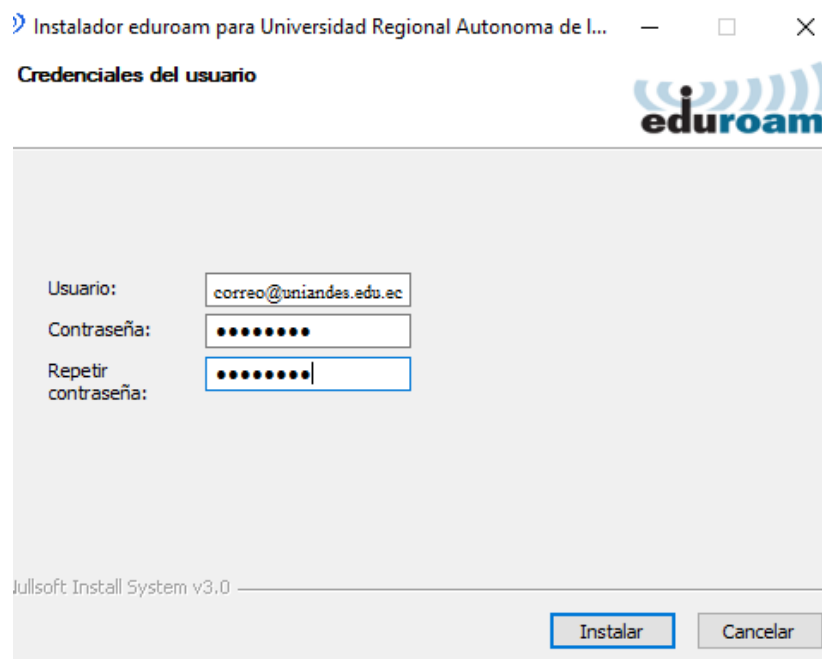 Instalador eduroam para Universidad Regional Autonoma de l...
Credenciales del usuario
eduroam
Usuario:
correo@uniandes.edu.ec
Contraseña:
••••••••
Repetir
contraseña:
••••••••
Nullsoft Install System v3.0
Instalar
Cancelar